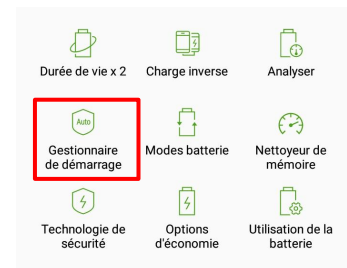 Durée de vie x 2
Charge inverse
Analyser
Auto
Gestionnaire
de démarrage
Modes batterie
Nettoyeur de
mémoire
Technologie de
sécurité
Options
d'économie
Utilisation de la
batterie